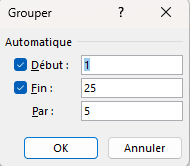 Grouper ? ×
Automatique
Début : 1
Fin : 25
Par : 5
OK Annuler